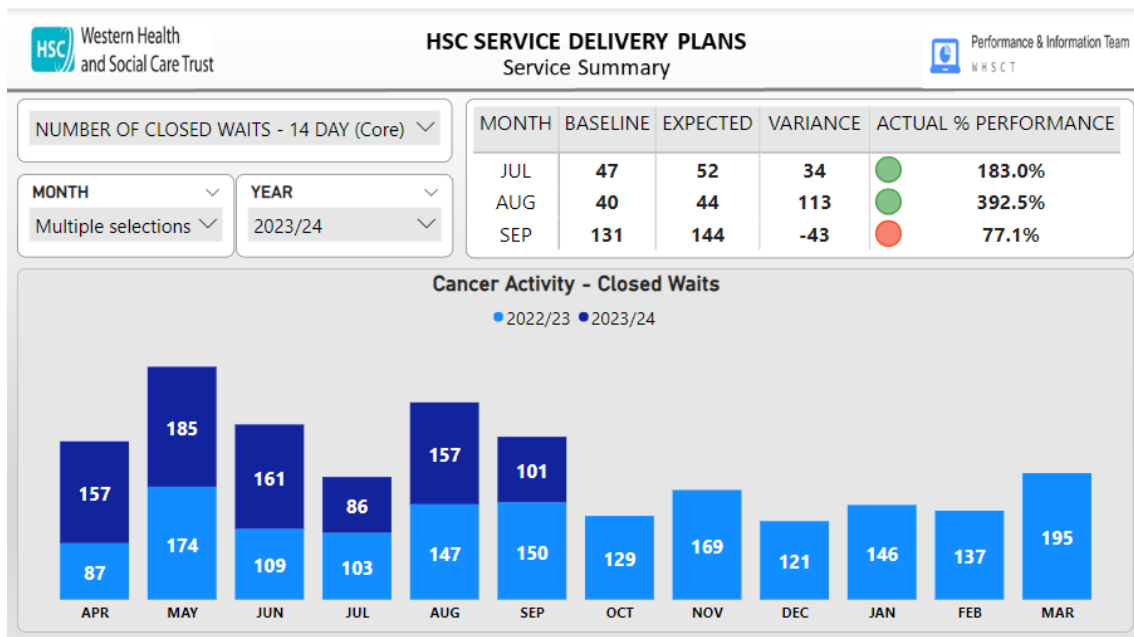 HSC
Western Health
and Social Care Trust
HSC SERVICE DELIVERY PLANS
Service Summary
Performance & Information Team
WHSCT
NUMBER OF CLOSED WAITS - 14 DAY (Core)
MONTH
Multiple selections
YEAR
2023/24
MONTH BASELINE EXPECTED VARIANCE ACTUAL % PERFORMANCE
JUL 47 52 34 183.0%
AUG 40 44 113 392.5%
SEP 131 144 -43 77.1%
Cancer Activity - Closed Waits
2022/23 2023/24
157 185 161 86 157 101
87 174 109 103 147 150 129 169 121 146 137 195
APR MAY JUN JUL AUG SEP OCT NOV DEC JAN FEB MAR